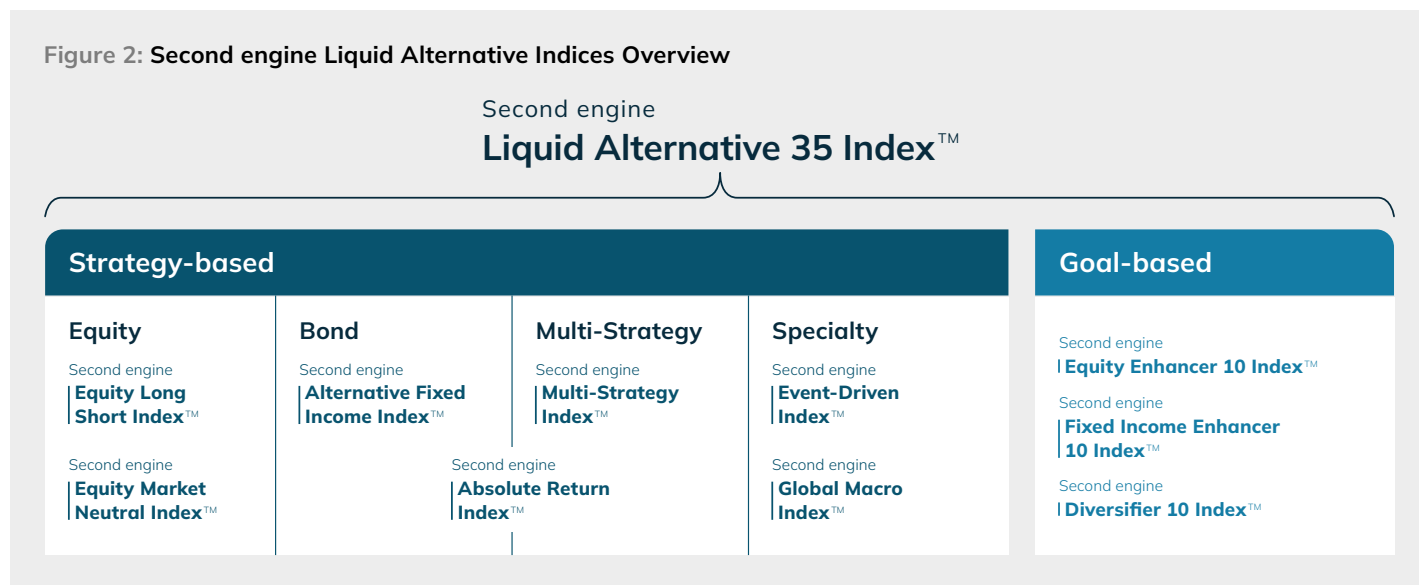 Figure 2: Second engine Liquid Alternative Indices Overview
Second engine
Liquid Alternative 35 Index™
Strategy-based
Equity
Second engine
Equity Long
Short Index™
Second engine
Equity Market
Neutral Index™
Bond
Second engine
Alternative Fixed
Income Index™
Multi-Strategy
Second engine
Multi-Strategy
Index™
Second engine
Absolute Return
Index™
Specialty
Second engine
Event-Driven
Index™
Second engine
Global Macro
Index™
Goal-based
Second engine
Equity Enhancer 10 Index™
Second engine
Fixed Income Enhancer
10 Index™
Second engine
Diversifier 10 Index™